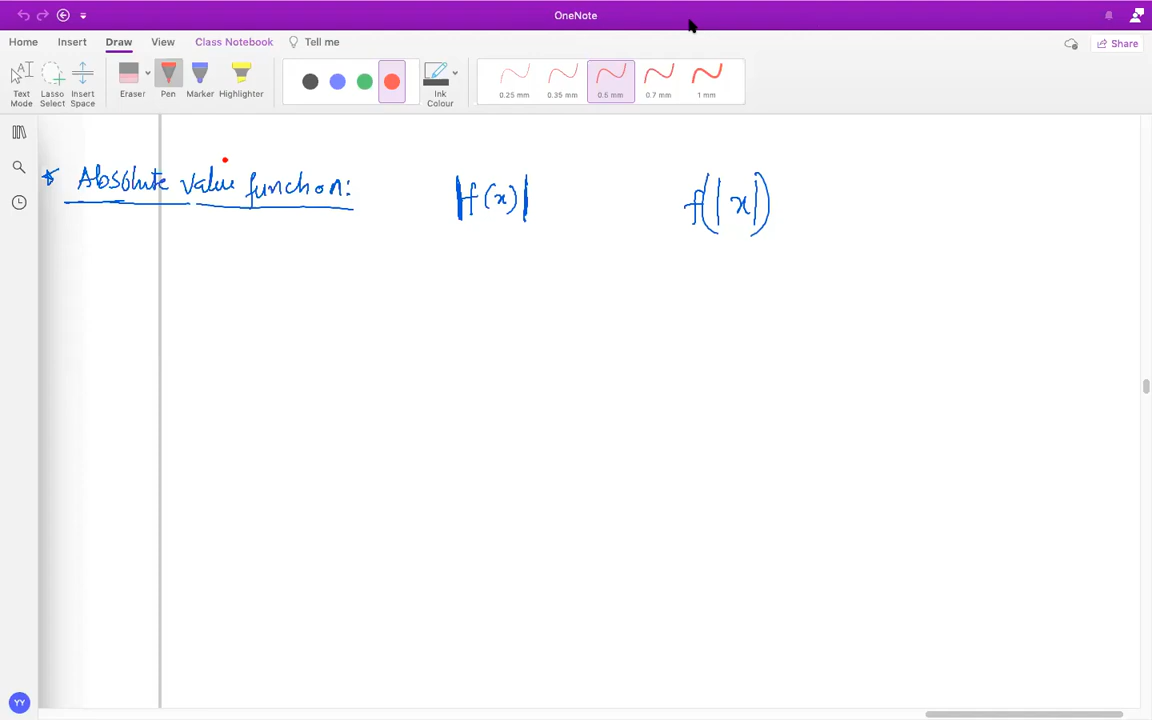 OneNote
Home Insert Draw View Class Notebook Tell me Share
Text Mode Lasso Select Insert Space Eraser Pen Marker Highlighter Ink Colour 0.25 mm 0.35 mm 0.5 mm 0.7 mm 1 mm
* Absolute value function: |f(x)| f(|x|)
YY